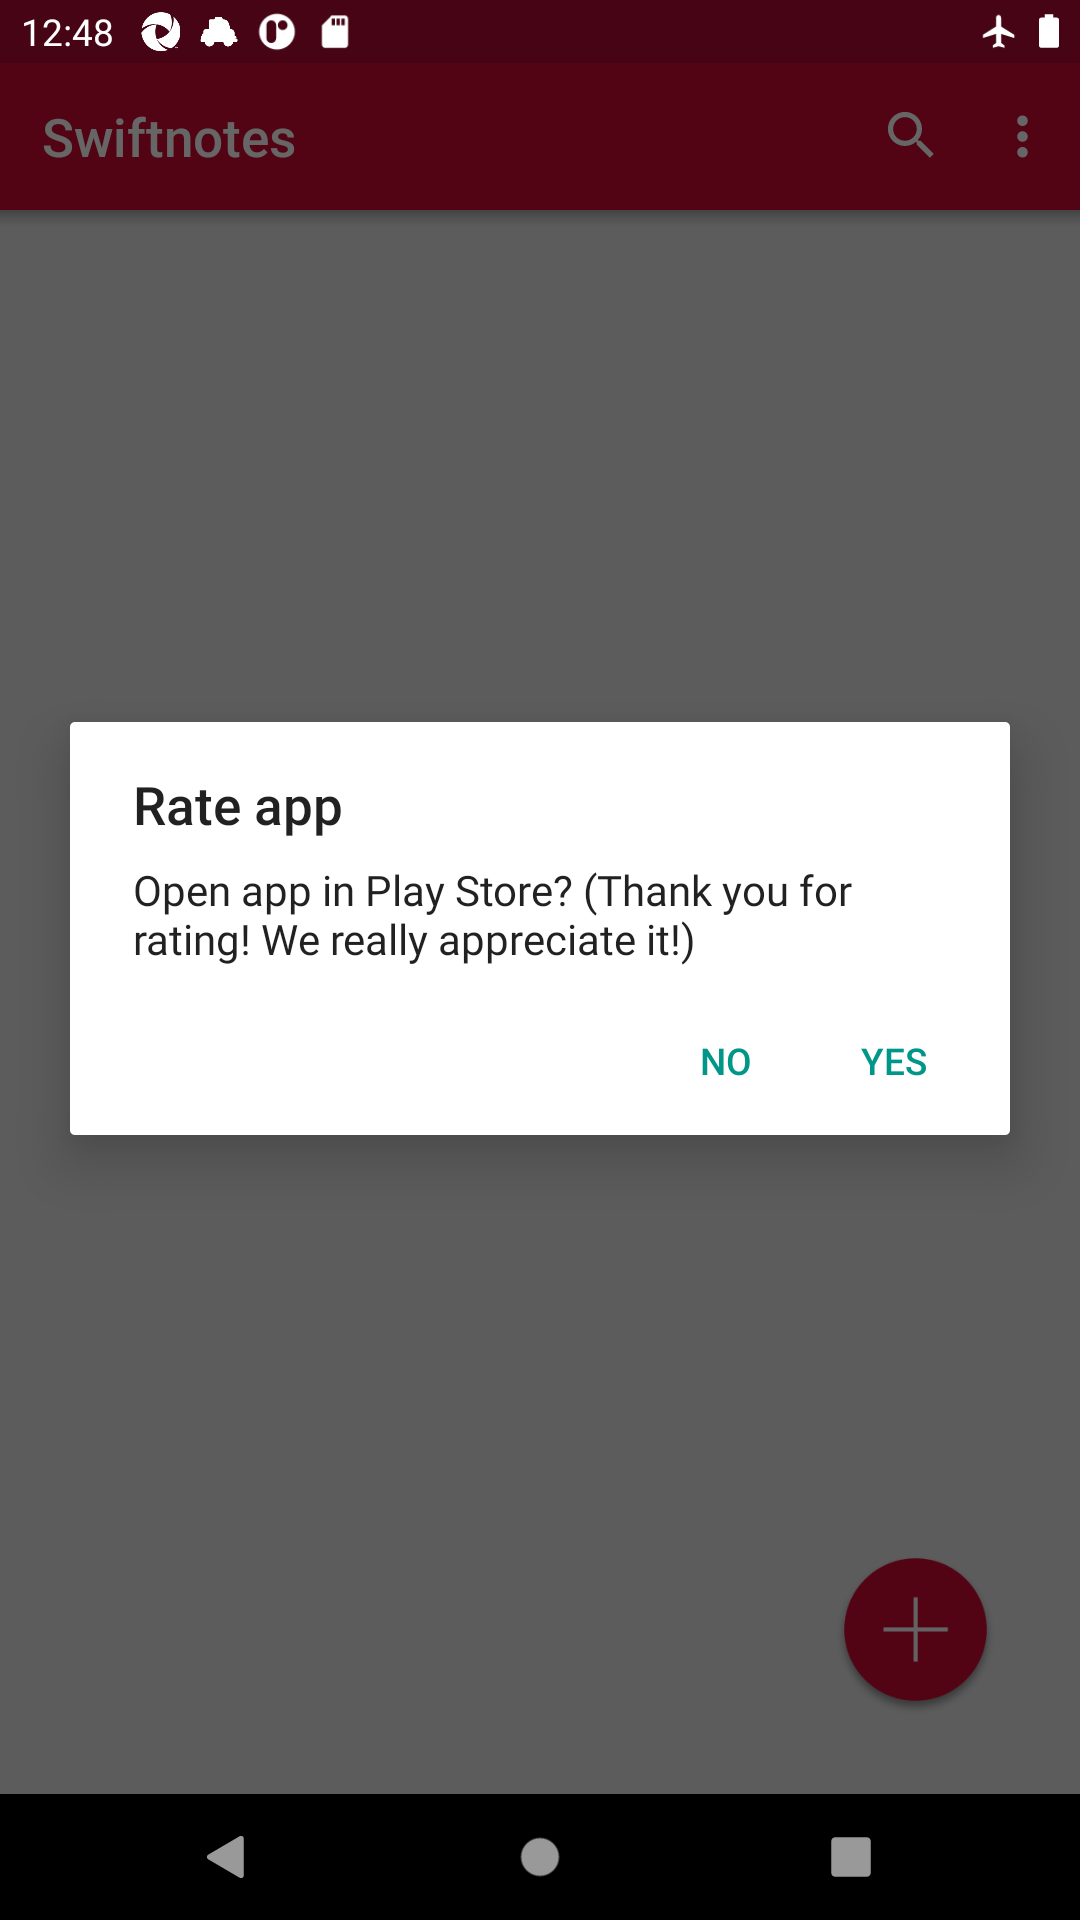 12:48
Swiftnotes
Rate app
Open app in Play Store? (Thank you for
rating! We really appreciate it!)
NO YES